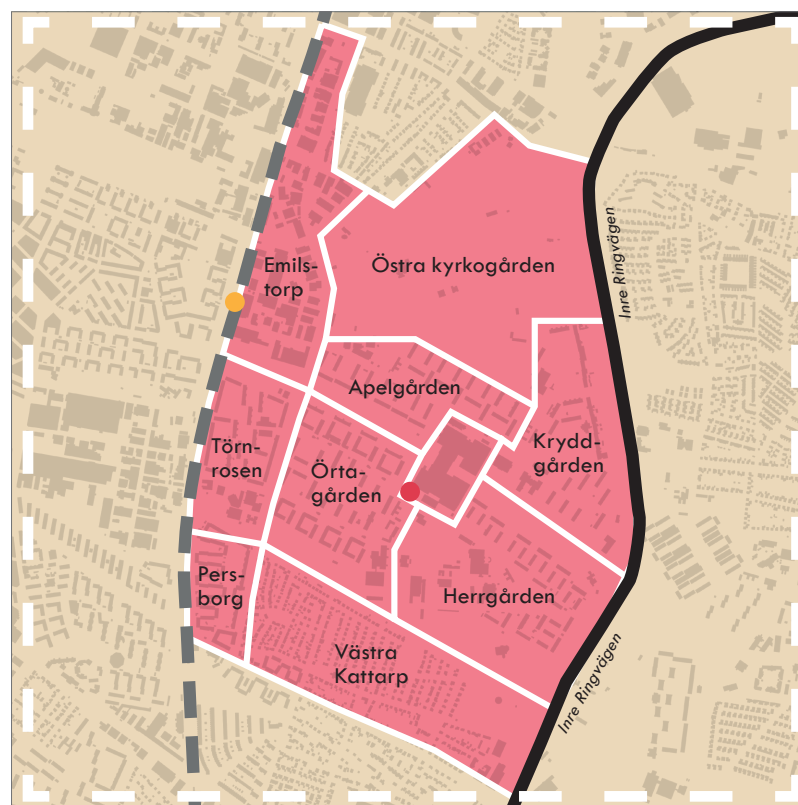 Inre Ringvägen
Emils-
torp
Östra kyrkogården
Apelgården
Törn-
rosen
Örta-
gården
Krydd-
gården
Pers-
borg
Herrgården
Västra
Kattarp
Inre Ringvägen